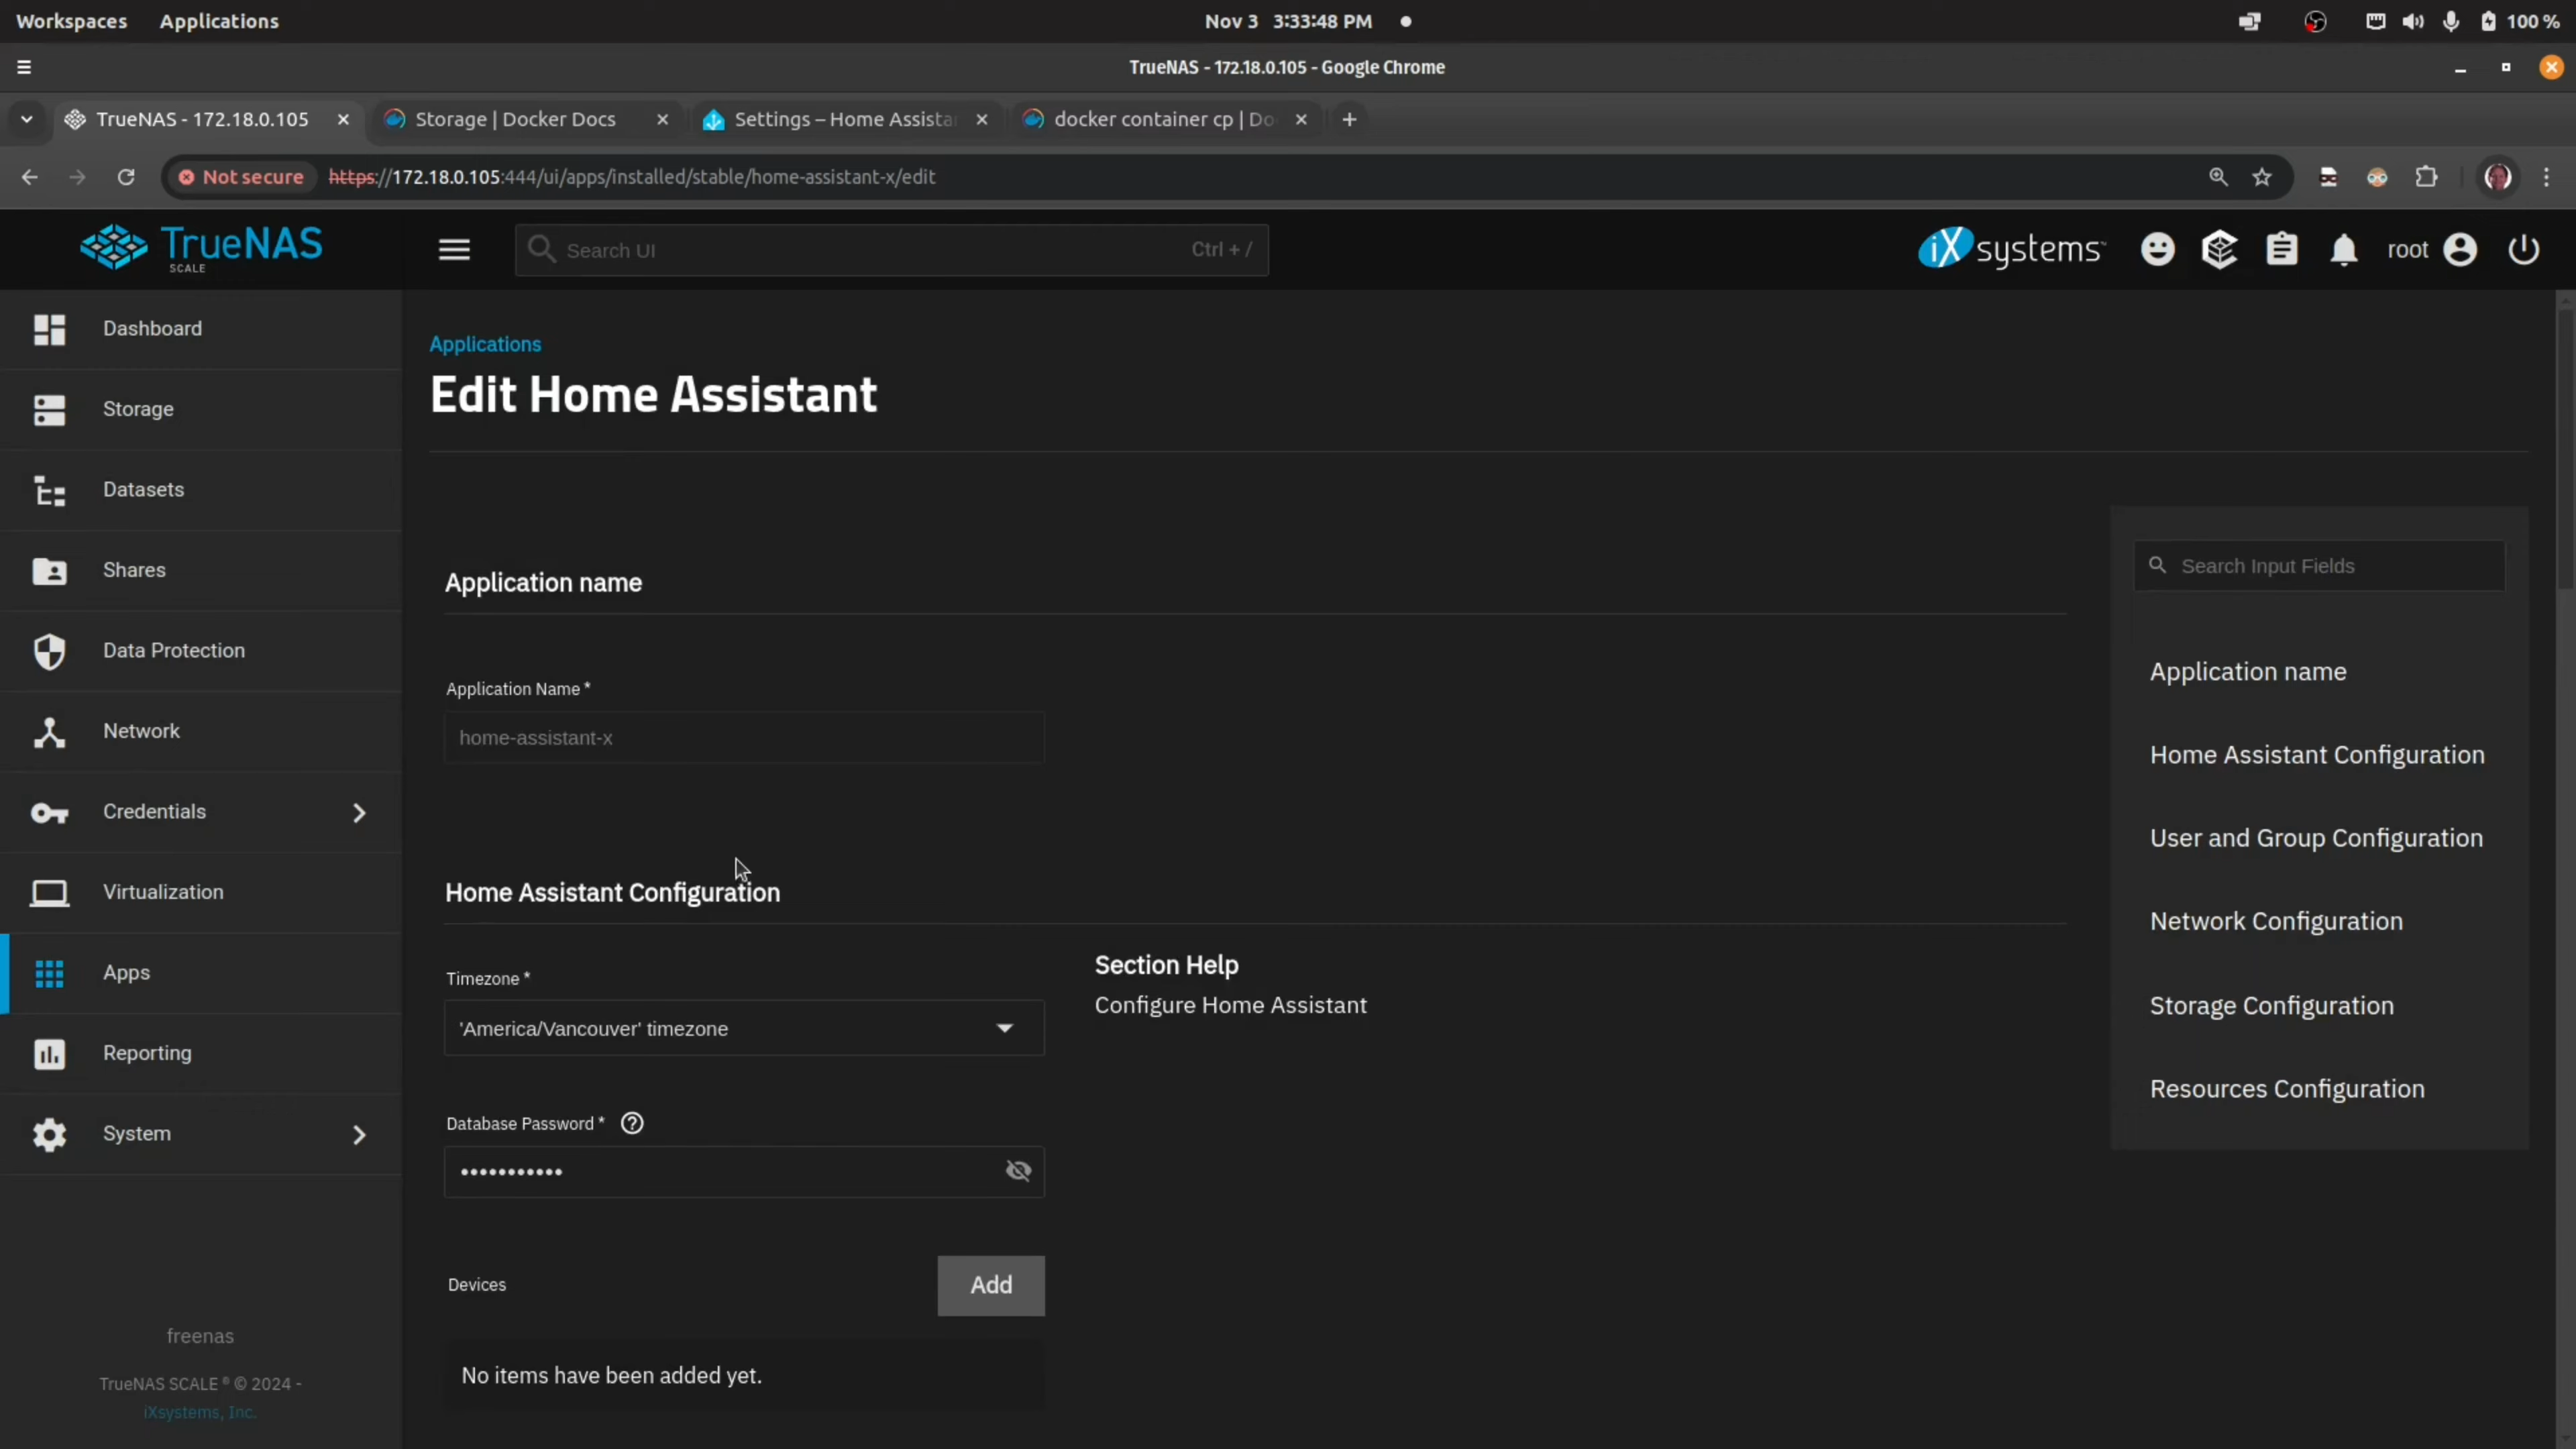 Workspaces Applications Nov 3 3:33:48 PM 100 %
TrueNAS - 172.18.0.105 - Google Chrome
TrueNAS - 172.18.0.105 Storage | Docker Docs Settings – Home Assista docker container cp | Do
Not secure https://172.18.0.105:444/ui/apps/installed/stable/home-assistant-x/edit
TrueNAS
SCALE
Search UI Ctrl + /
iXsystems™ root
Dashboard
Storage
Datasets
Shares
Data Protection
Network
Credentials
Virtualization
Apps
Reporting
System
freenas
TrueNAS SCALE ® © 2024 -
iXsystems, Inc.
Applications
Edit Home Assistant
Application name
Application Name *
home-assistant-x
Home Assistant Configuration
Timezone *
'America/Vancouver' timezone
Database Password *
•••••••••••
Devices
Add
No items have been added yet.
Section Help
Configure Home Assistant
Search Input Fields
Application name
Home Assistant Configuration
User and Group Configuration
Network Configuration
Storage Configuration
Resources Configuration